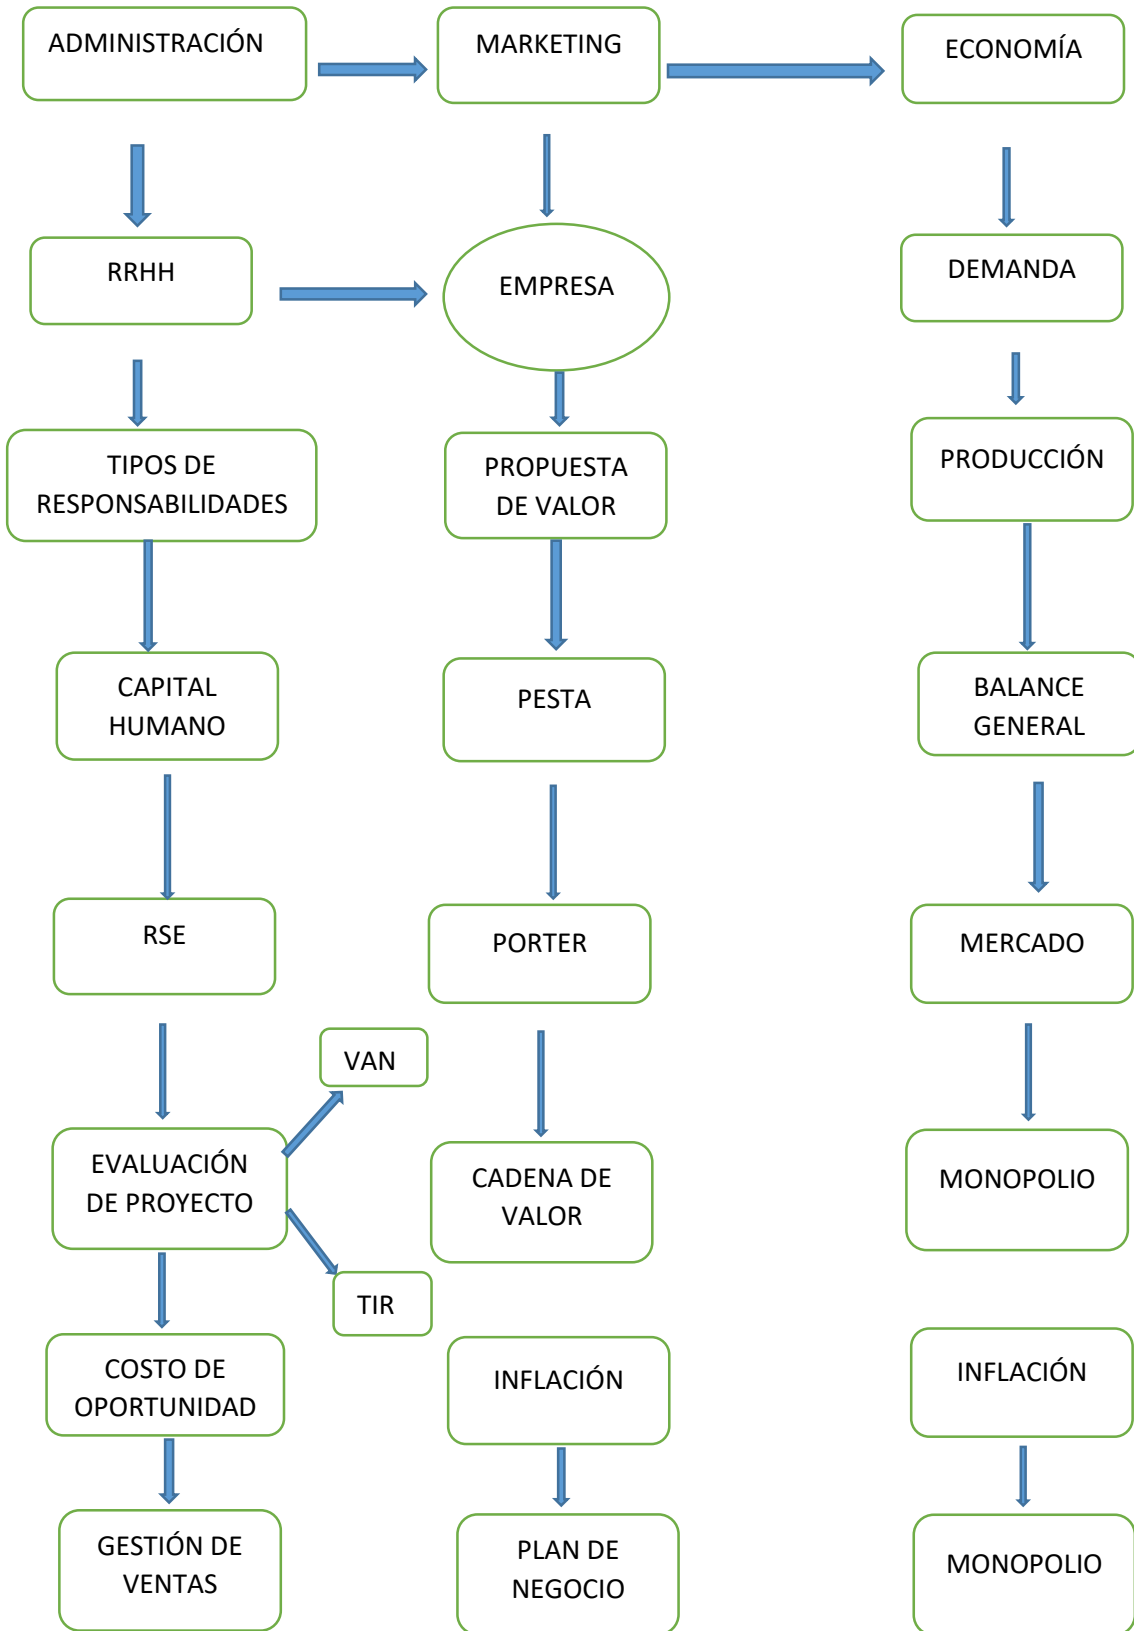 ADMINISTRACIÓN
MARKETING
ECONOMÍA
RRHH
EMPRESA
DEMANDA
TIPOS DE
RESPONSABILIDADES
PROPUESTA
DE VALOR
PRODUCCIÓN
CAPITAL
HUMANO
PESTA
BALANCE
GENERAL
RSE
PORTER
MERCADO
VAN
EVALUACIÓN
DE PROYECTO
CADENA DE
VALOR
MONOPOLIO
TIR
COSTO DE
OPORTUNIDAD
INFLACIÓN
INFLACIÓN
GESTIÓN DE
VENTAS
PLAN DE
NEGOCIO
MONOPOLIO